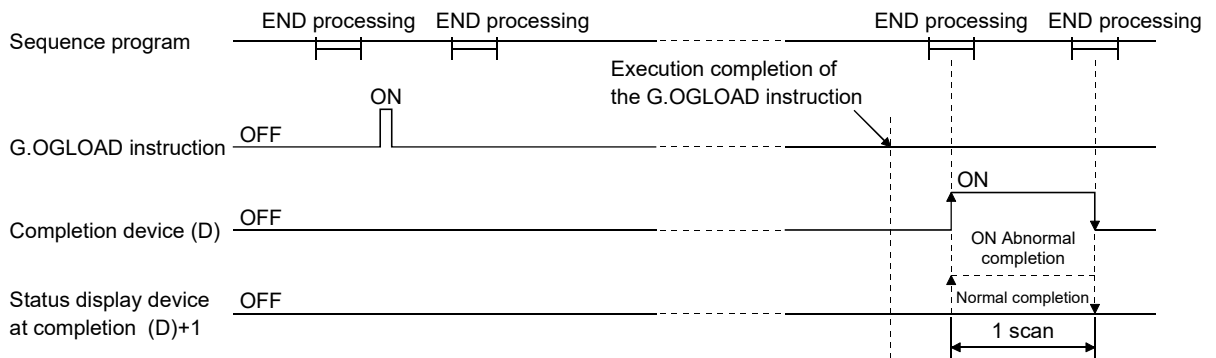 END processing
END processing
END processing
END processing
Sequence program
Execution completion of
the G.OGLOAD instruction
ON
OFF
G.OGLOAD instruction
ON
OFF
Completion device (D)
ON Abnormal
completion
Status display device
at completion (D)+1
OFF
Normal completion
1 scan